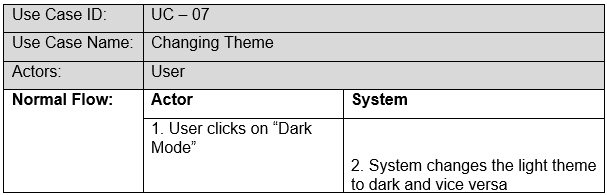 Use Case ID: UC – 07
Use Case Name: Changing Theme
Actors: User
Normal Flow: Actor System
1. User clicks on “Dark
Mode”
2. System changes the light theme
to dark and vice versa